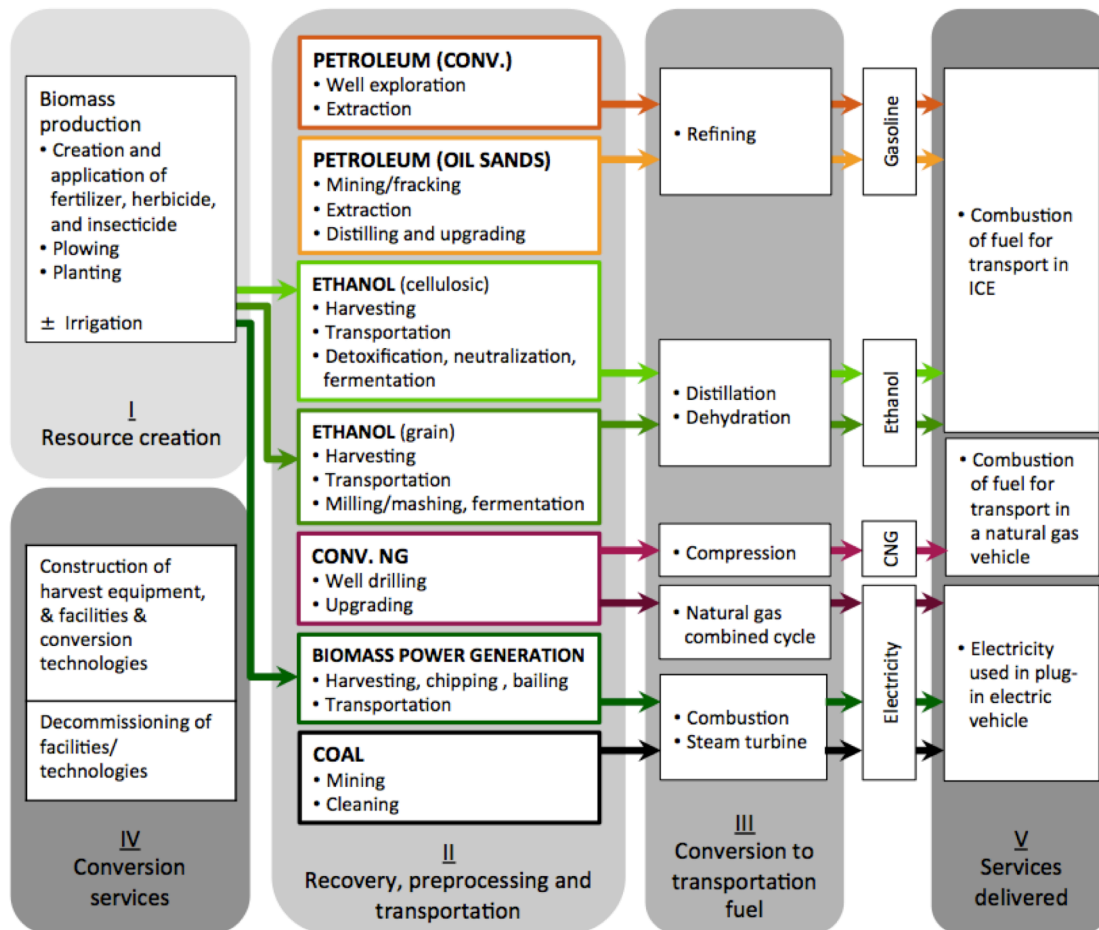 Biomass
production
• Creation and
application of
fertilizer, herbicide,
and insecticide
• Plowing
• Planting
± Irrigation
I
Resource creation
Construction of
harvest equipment,
& facilities &
conversion
technologies
Decommissioning of
facilities/
technologies
IV
Conversion
services
PETROLEUM (CONV.)
• Well exploration
• Extraction
PETROLEUM (OIL SANDS)
• Mining/fracking
• Extraction
• Distilling and upgrading
ETHANOL (cellulosic)
• Harvesting
• Transportation
• Detoxification, neutralization,
fermentation
ETHANOL (grain)
• Harvesting
• Transportation
• Milling/mashing, fermentation
CONV. NG
• Well drilling
• Upgrading
BIOMASS POWER GENERATION
• Harvesting, chipping , bailing
• Transportation
COAL
• Mining
• Cleaning
II
Recovery, preprocessing and
transportation
• Refining
• Distillation
• Dehydration
• Compression
• Natural gas
combined cycle
• Combustion
• Steam turbine
III
Conversion to
transportation
fuel
Gasoline
Ethanol
CNG
Electricity
• Combustion
of fuel for
transport in
ICE
• Combustion
of fuel for
transport in
a natural gas
vehicle
• Electricity
used in plug-
in electric
vehicle
V
Services
delivered